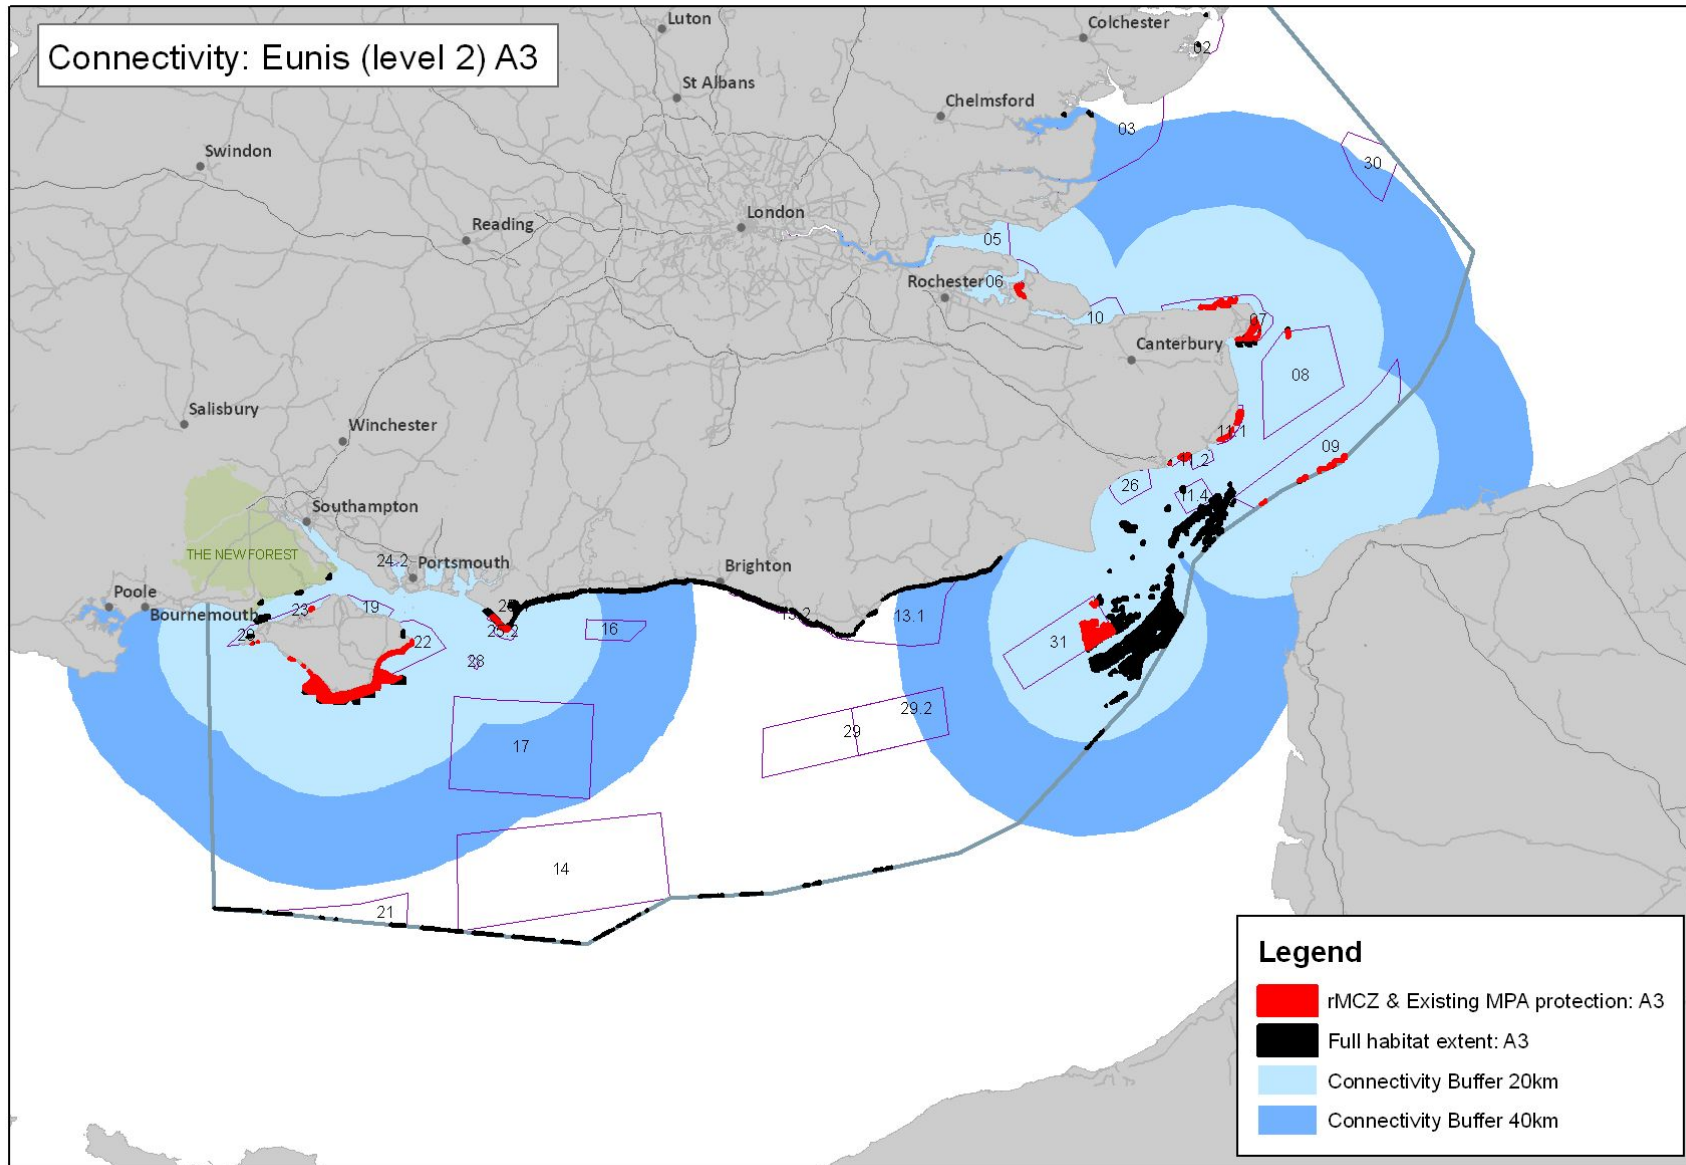 Connectivity: Eunis (level 2) A3
Luton
Colchester
02
St Albans
Chelmsford
03
Swindon
30
London
Reading
05
Rochester
06
10
07
Canterbury
08
Salisbury
Winchester
11.1
09
11.2
26
11.4
Southampton
THE NEW FOREST
24.2
Portsmouth
Brighton
Poole
Bournemouth
23
19
25.2
16
13.2
13.1
20
22
28
31
29.2
29
17
14
21
Legend
rMCZ & Existing MPA protection: A3
Full habitat extent: A3
Connectivity Buffer 20km
Connectivity Buffer 40km